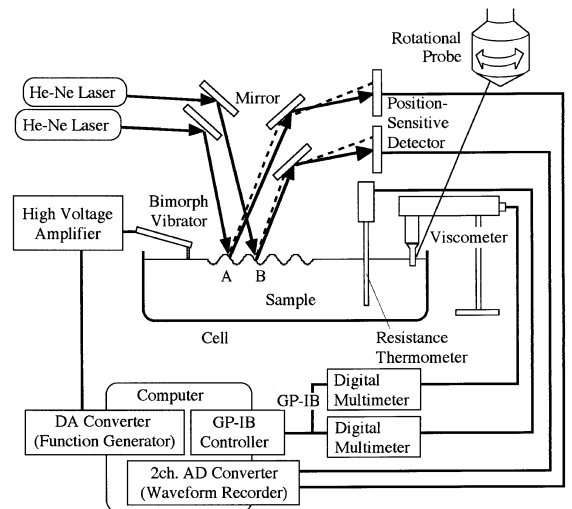 Rotational
Probe
He-Ne Laser
Mirror
He-Ne Laser
Position-
Sensitive
Detector
High Voltage
Amplifier
Bimorph
Vibrator
Viscometer
A
B
Sample
Cell
Resistance
Thermometer
Computer
GP-IB
Digital
Multimeter
DA Converter
(Function Generator)
GP-IB
Controller
Digital
Multimeter
2ch. AD Converter
(Waveform Recorder)